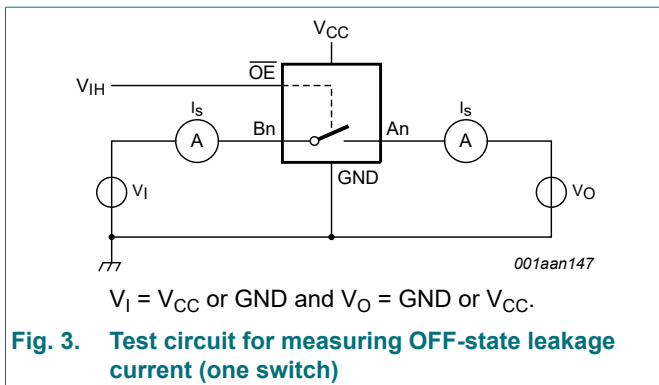 VCC
OE
VIH
Is
Is
Bn
An
A
A
GND
VI
VO
001aan147
VI = VCC or GND and VO = GND or VCC.
Fig. 3. Test circuit for measuring OFF-state leakage
current (one switch)